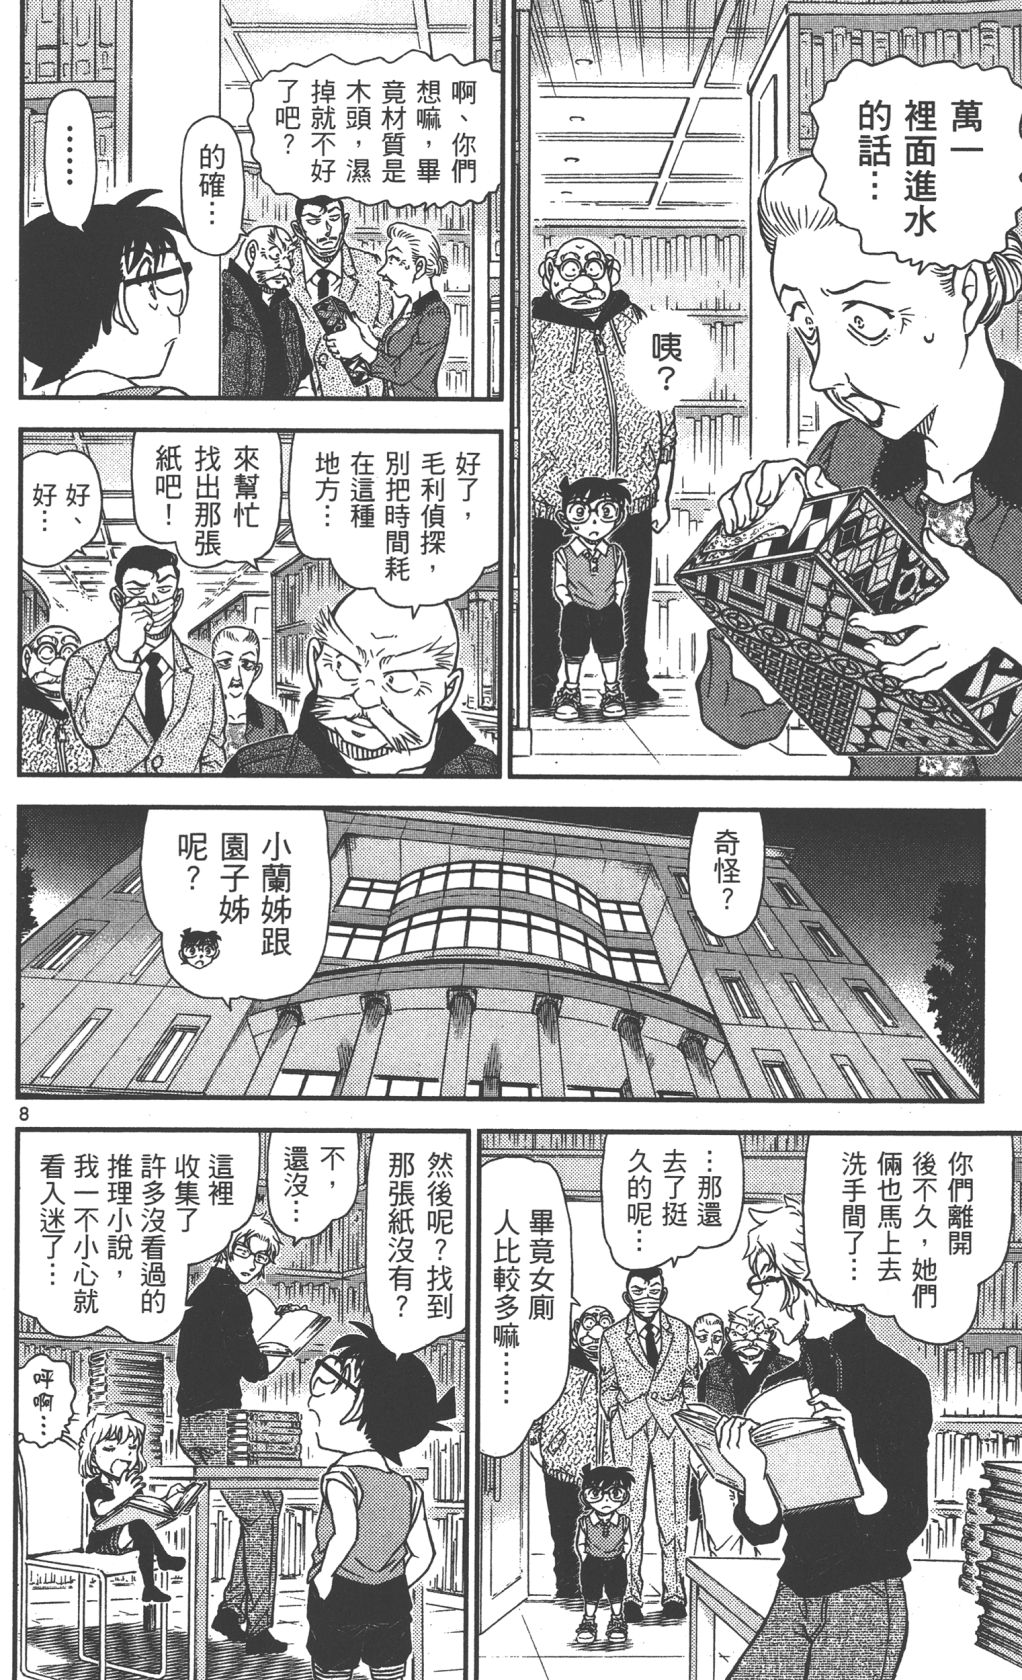 萬一
裡面進水
的話…
咦？
啊、你們
想嘛，畢
竟材質是
木頭，濕
掉就不好
了吧？
的確…
……
好了，
毛利偵探，
別把時間耗
在這種
地方…
來幫忙
找出那張
紙吧！
好、
好…
奇怪？
小蘭姊跟
園子姊
呢？
8
你們離開
後不久，她們
倆也馬上去
洗手間了…
…那還
去了挺
久的呢…
畢竟女廁
人比較多嘛……
然後呢？找到
那張紙沒有？
不，
還沒…
這裡
收集了
許多沒看過的
推理小說，
我一不小心就
看入迷了…
呼啊…